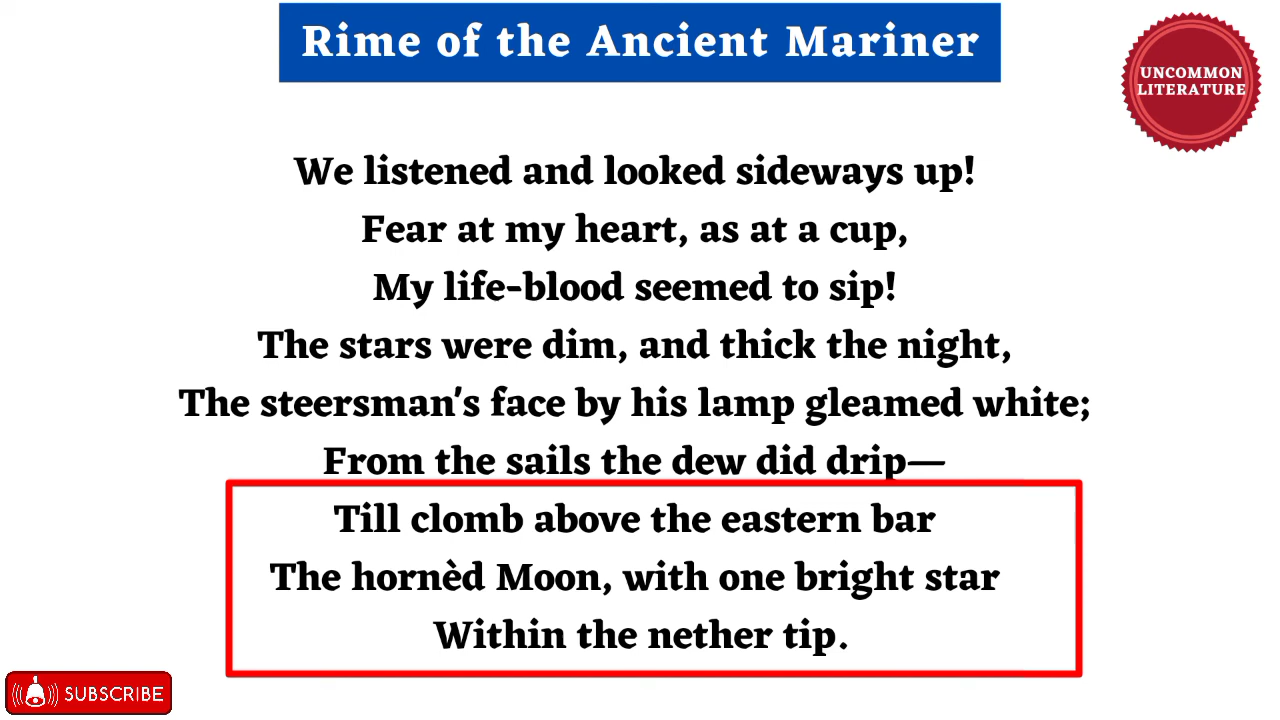 Rime of the Ancient Mariner
UNCOMMON
LITERATURE
We listened and looked sideways up!
Fear at my heart, as at a cup,
My life-blood seemed to sip!
The stars were dim, and thick the night,
The steersman's face by his lamp gleamed white;
From the sails the dew did drip—
Till clomb above the eastern bar
The hornèd Moon, with one bright star
Within the nether tip.
SUBSCRIBE